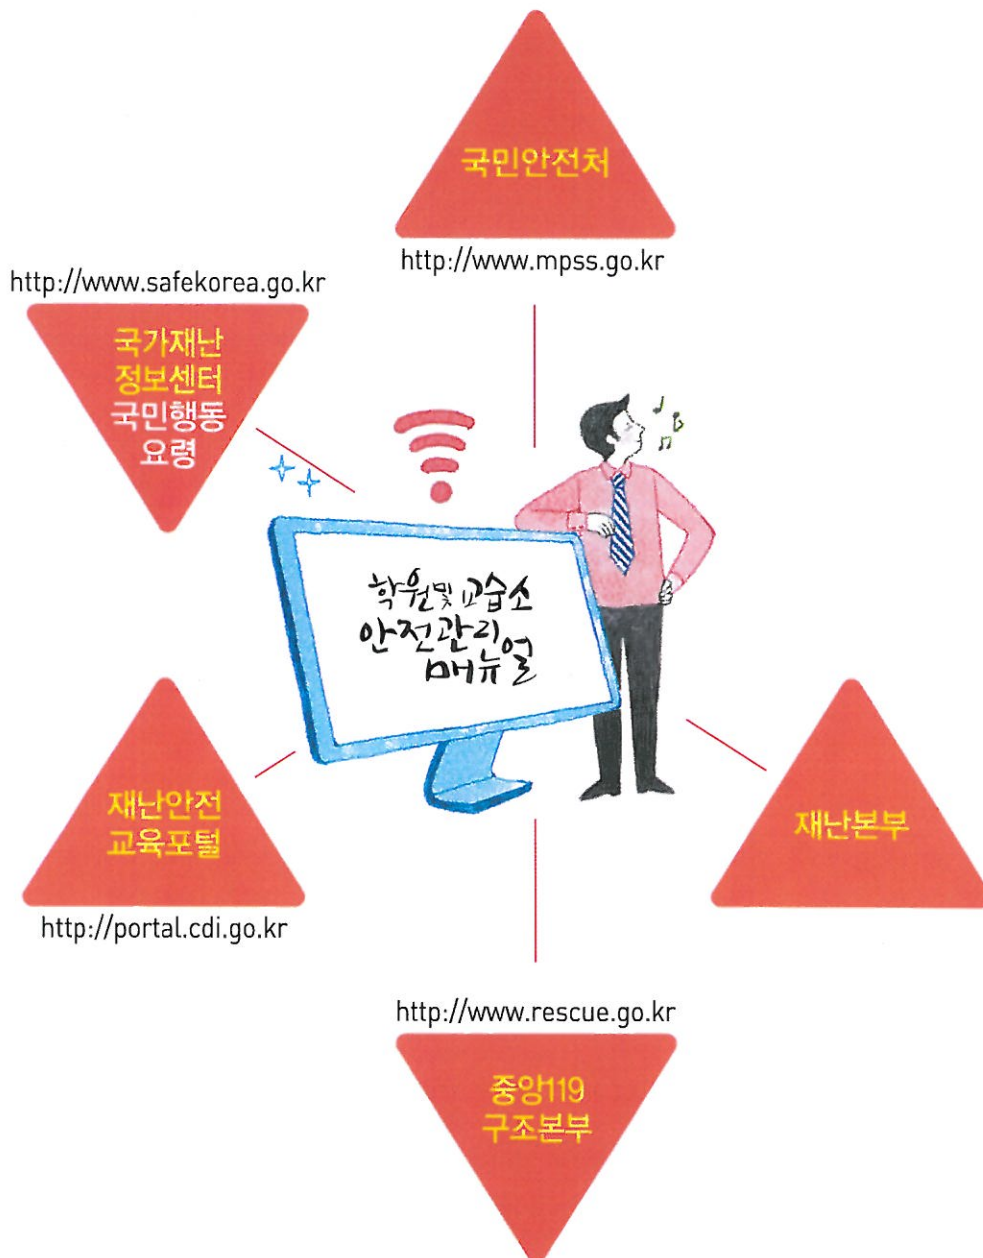 국민안전처
http://www.mpss.go.kr
http://www.safekorea.go.kr
국가재난
정보센터
국민행동
요령
학원및 교습소
안전관리
매뉴얼
재난안전
교육포털
http://portal.cdi.go.kr
재난본부
http://www.rescue.go.kr
중앙119
구조본부